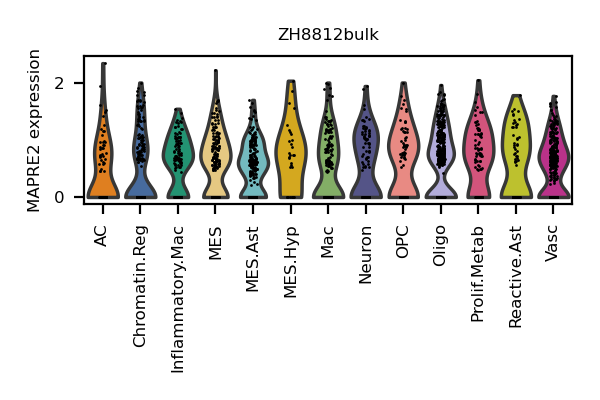 ZH8812bulk
MAPRE2 expression
2
0
AC
Chromatin.Reg
Inflammatory.Mac
MES
MES.Ast
MES.Hyp
Mac
Neuron
OPC
Oligo
Prolif.Metab
Reactive.Ast
Vasc